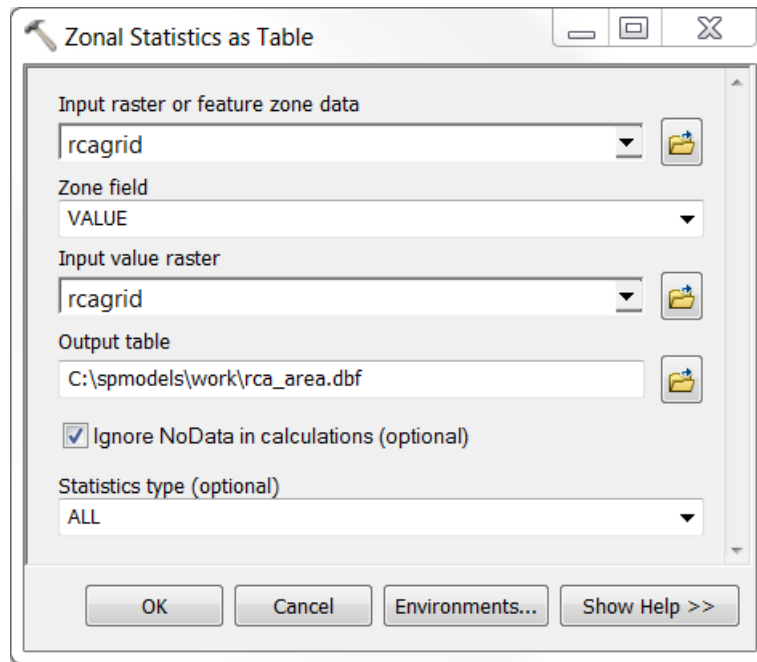 Zonal Statistics as Table
Input raster or feature zone data
rcagrid
Zone field
VALUE
Input value raster
rcagrid
Output table
C:\spmodels\work\rca_area.dbf
Ignore NoData in calculations (optional)
Statistics type (optional)
ALL
OK Cancel Environments... Show Help >>